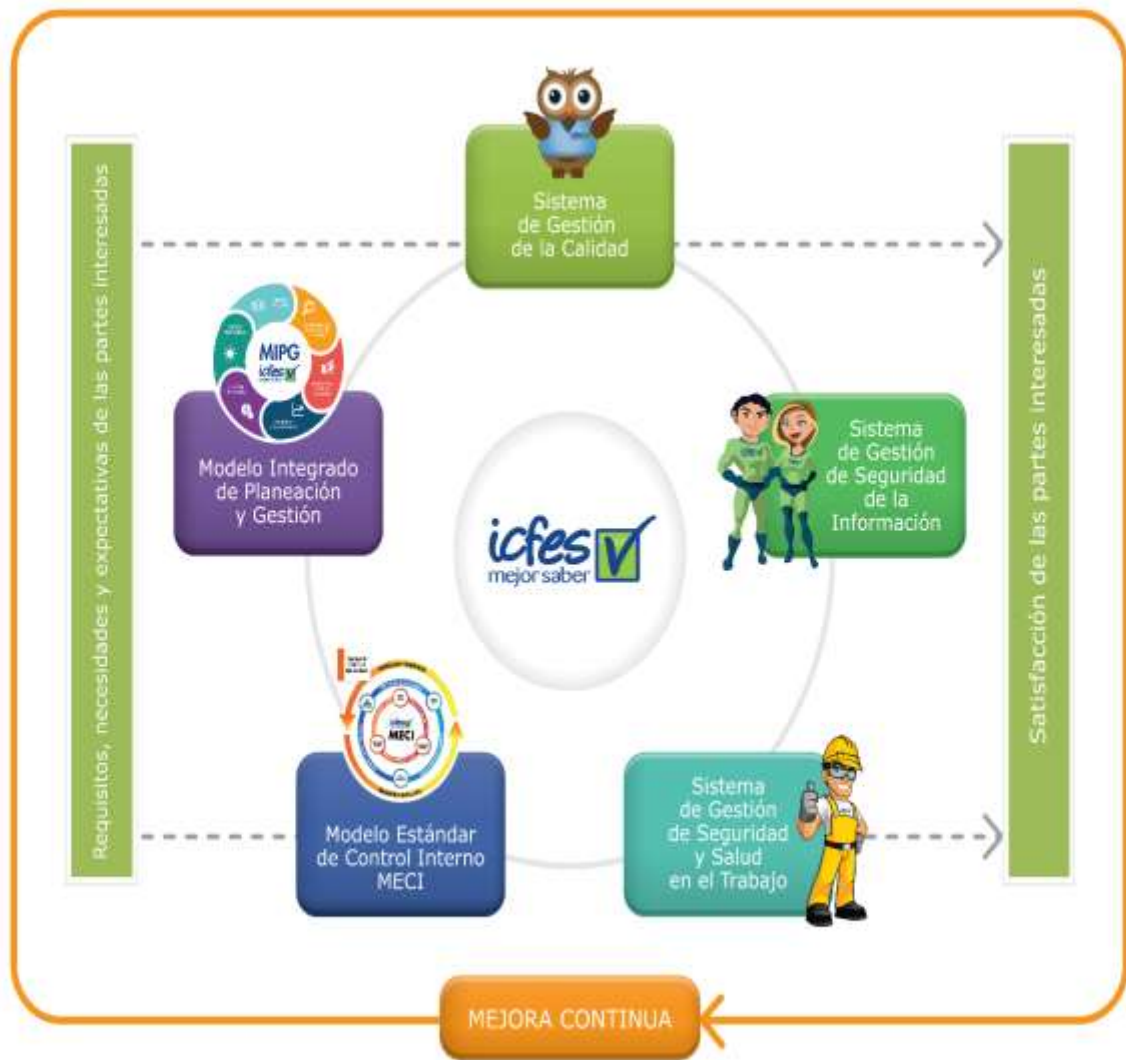 Requisitos, necesidades y expectativas de las partes interesadas
Sistema
de Gestión
de la Calidad
MIPG
icfes
Modelo Integrado
de Planeación
y Gestión
Sistema
de Gestión
de Seguridad
de la
Información
icfes
mejor saber
icfes
MECI
Modelo Estándar
de Control Interno
MECI
Sistema
de Gestión
de Seguridad
y Salud
en el Trabajo
Satisfacción de las partes interesadas
MEJORA CONTINUA